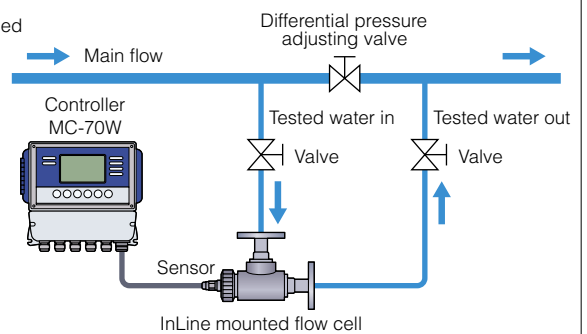 ed
Differential pressure
adjusting valve
Main flow
Controller
MC-70W
Tested water in
Tested water out
Valve
Valve
Sensor
InLine mounted flow cell